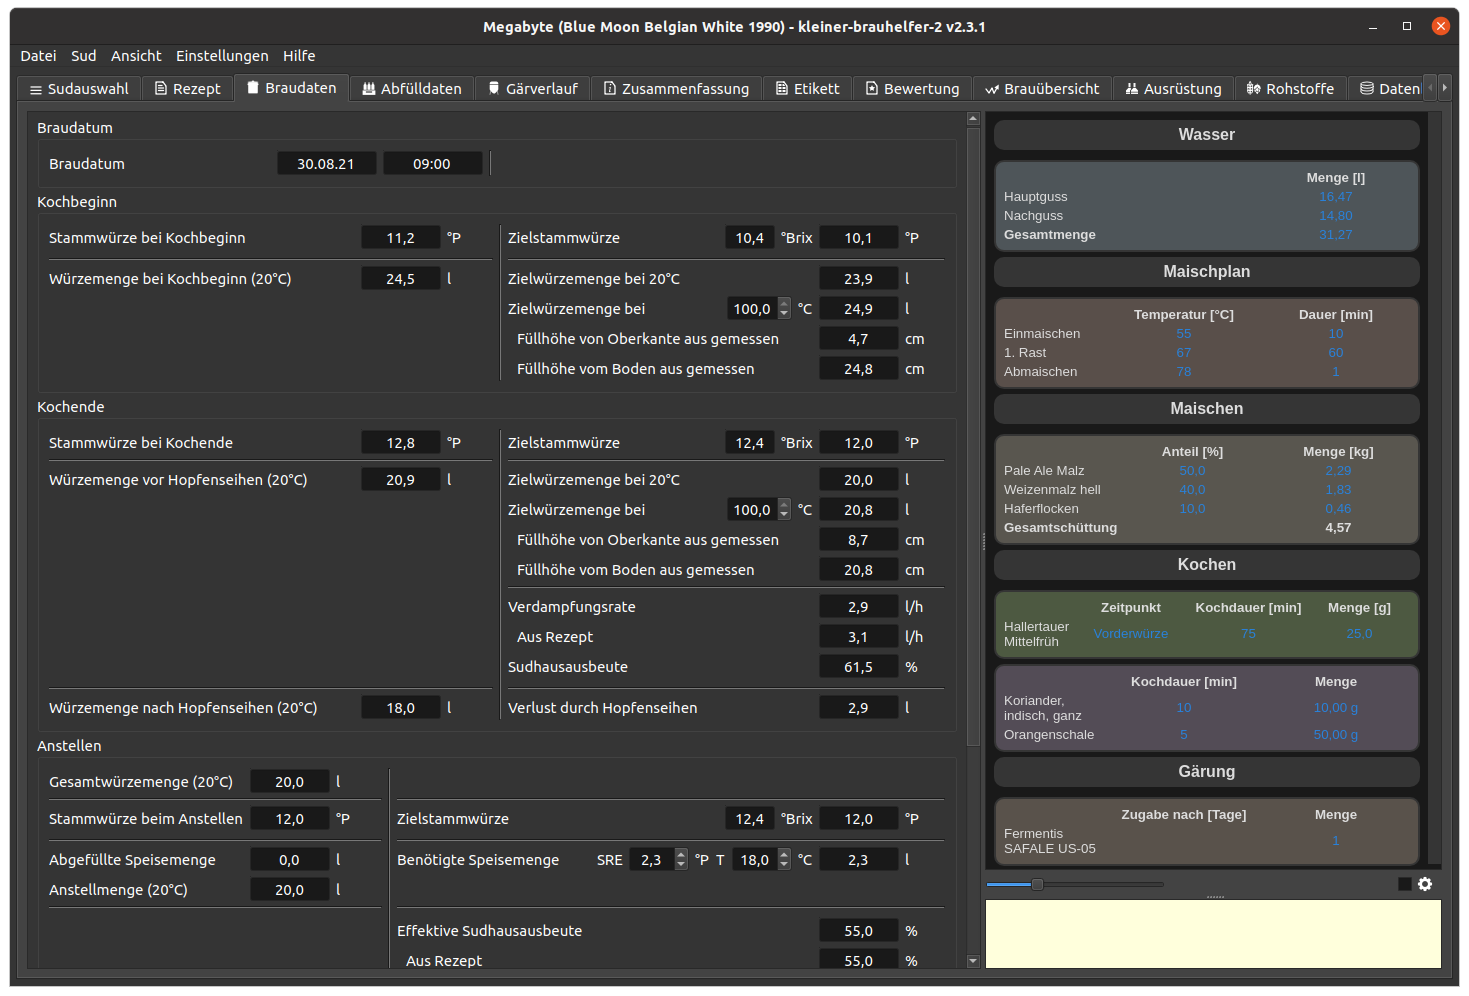 Megabyte (Blue Moon Belgian White 1990) - kleiner-brauhelfer-2 v2.3.1
Datei Sud Ansicht Einstellungen Hilfe
Sudauswahl Rezept Braudaten Abfülldaten Gärverlauf Zusammenfassung Etikett Bewertung Brauübersicht Ausrüstung Rohstoffe Daten
Braudatum
Braudatum 30.08.21 09:00
Kochbeginn
Stammwürze bei Kochbeginn 11,2 °P Zielstammwürze 10,4 °Brix 10,1 °P
Würzemenge bei Kochbeginn (20°C) 24,5 l Zielwürzemenge bei 20°C 23,9 l
Zielwürzemenge bei 100,0 °C 24,9 l
Füllhöhe von Oberkante aus gemessen 4,7 cm
Füllhöhe vom Boden aus gemessen 24,8 cm
Kochende
Stammwürze bei Kochende 12,8 °P Zielstammwürze 12,4 °Brix 12,0 °P
Würzemenge vor Hopfenseihen (20°C) 20,9 l Zielwürzemenge bei 20°C 20,0 l
Zielwürzemenge bei 100,0 °C 20,8 l
Füllhöhe von Oberkante aus gemessen 8,7 cm
Füllhöhe vom Boden aus gemessen 20,8 cm
Verdampfungsrate 2,9 l/h
Aus Rezept 3,1 l/h
Sudhausausbeute 61,5 %
Würzemenge nach Hopfenseihen (20°C) 18,0 l Verlust durch Hopfenseihen 2,9 l
Anstellen
Gesamtwürzemenge (20°C) 20,0 l
Stammwürze beim Anstellen 12,0 °P Zielstammwürze 12,4 °Brix 12,0 °P
Abgefüllte Speisemenge 0,0 l Benötigte Speisemenge SRE 2,3 °P T 18,0 °C 2,3 l
Anstellmenge (20°C) 20,0 l
Effektive Sudhausausbeute 55,0 %
Aus Rezept 55,0 %
Wasser
Menge [l]
Hauptguss 16,47
Nachguss 14,80
Gesamtmenge 31,27
Maischplan
Temperatur [°C] Dauer [min]
Einmaischen 55 10
1. Rast 67 60
Abmaischen 78 1
Maischen
Anteil [%] Menge [kg]
Pale Ale Malz 50,0 2,29
Weizenmalz hell 40,0 1,83
Haferflocken 10,0 0,46
Gesamtschüttung 4,57
Kochen
Zeitpunkt Kochdauer [min] Menge [g]
Hallertauer
Mittelfrüh Vorderwürze 75 25,0
Kochdauer [min] Menge
Koriander,
indisch, ganz 10 10,00 g
Orangenschale 5 50,00 g
Gärung
Zugabe nach [Tage] Menge
Fermentis
SAFALE US-05 1